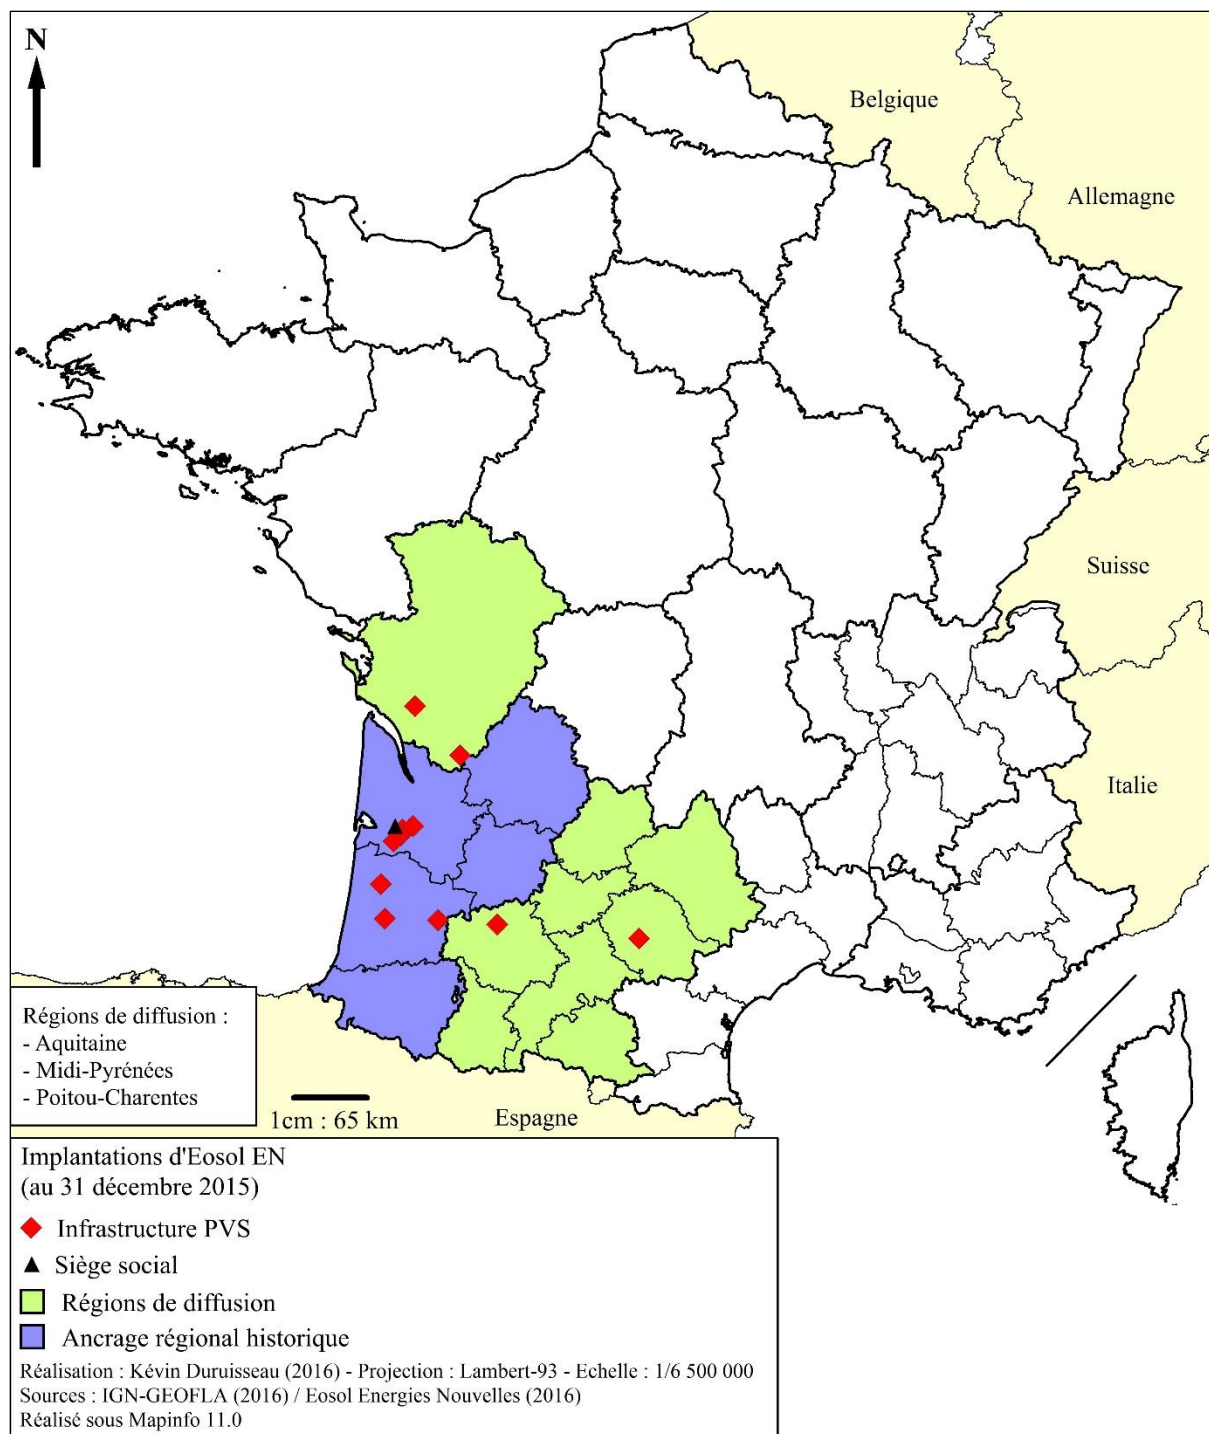 N
Belgique
Allemagne
Suisse
Italie
Régions de diffusion :
- Aquitaine
- Midi-Pyrénées
- Poitou-Charentes
1cm : 65 km
Espagne
Implantations d'Eosol EN
(au 31 décembre 2015)
Infrastructure PVS
Siège social
Régions de diffusion
Ancrage régional historique
Réalisation : Kévin Duruisseau (2016) - Projection : Lambert-93 - Echelle : 1/6 500 000
Sources : IGN-GEOFLA (2016) / Eosol Energies Nouvelles (2016)
Réalisé sous Mapinfo 11.0